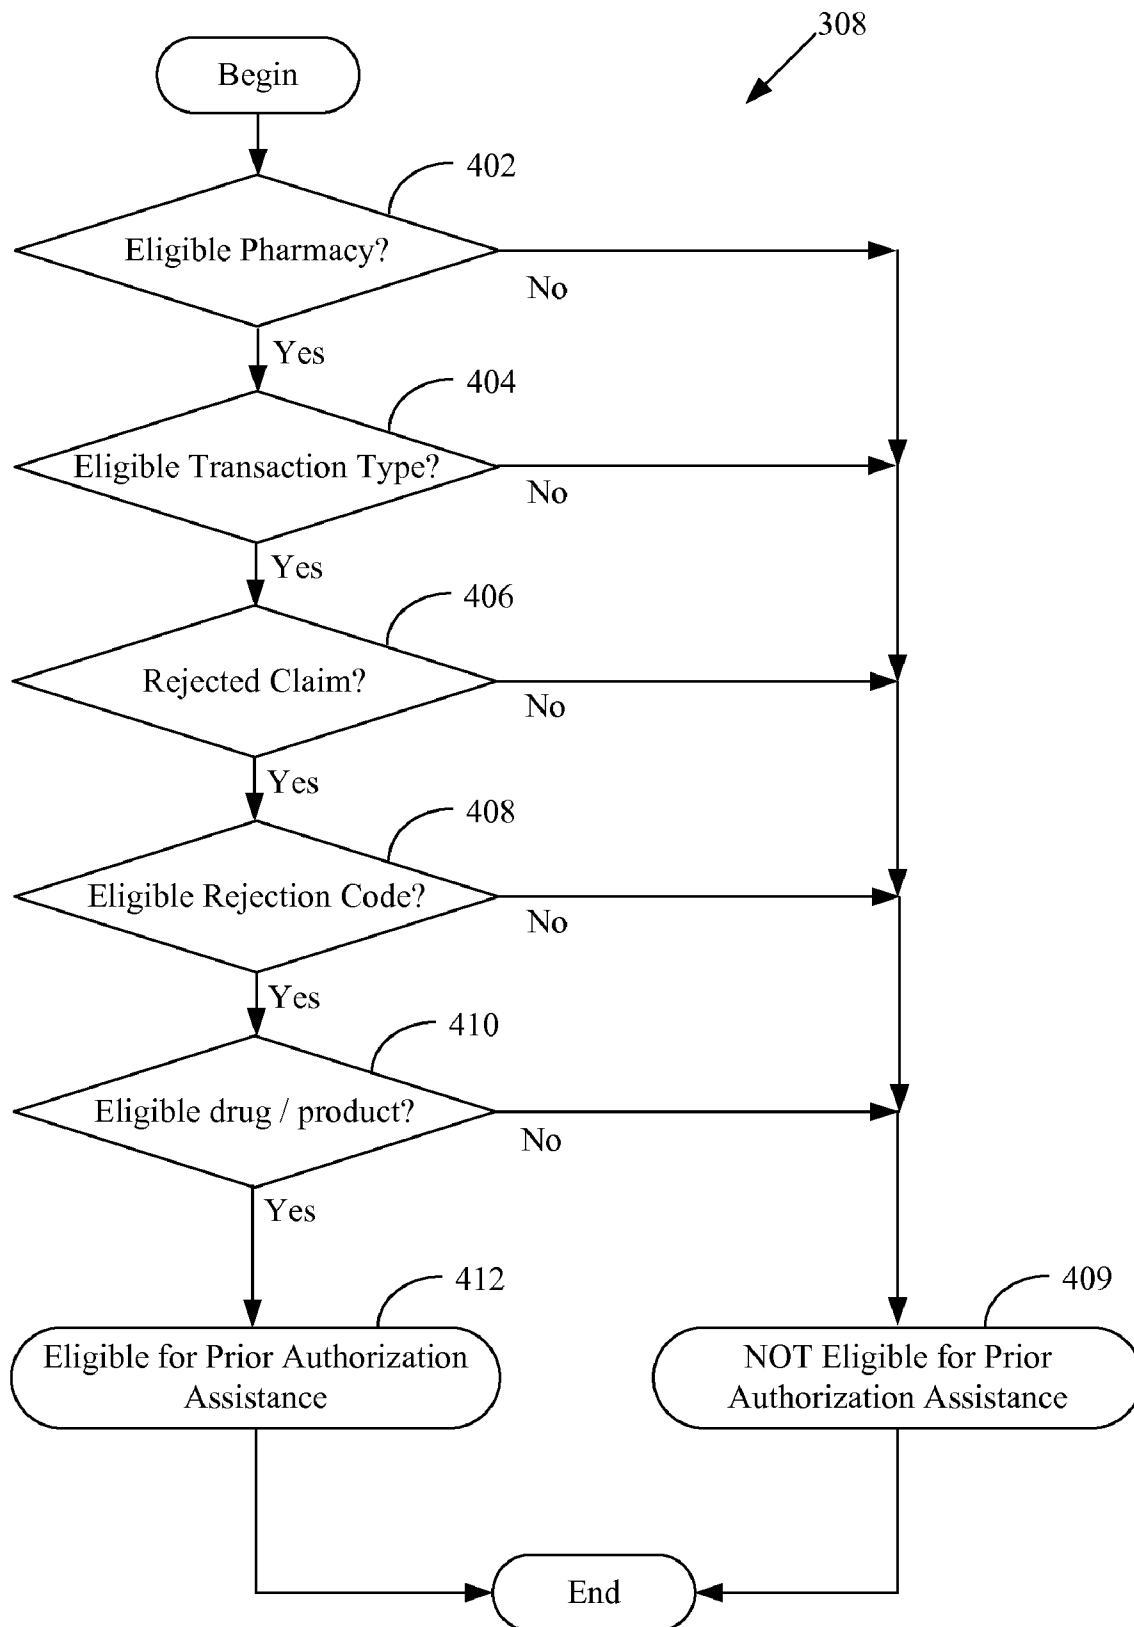 308
Begin
402
Eligible Pharmacy?
No
Yes
404
Eligible Transaction Type?
No
Yes
406
Rejected Claim?
No
Yes
408
Eligible Rejection Code?
No
Yes
410
Eligible drug / product?
No
Yes
412
409
Eligible for Prior Authorization
Assistance
NOT Eligible for Prior
Authorization Assistance
End